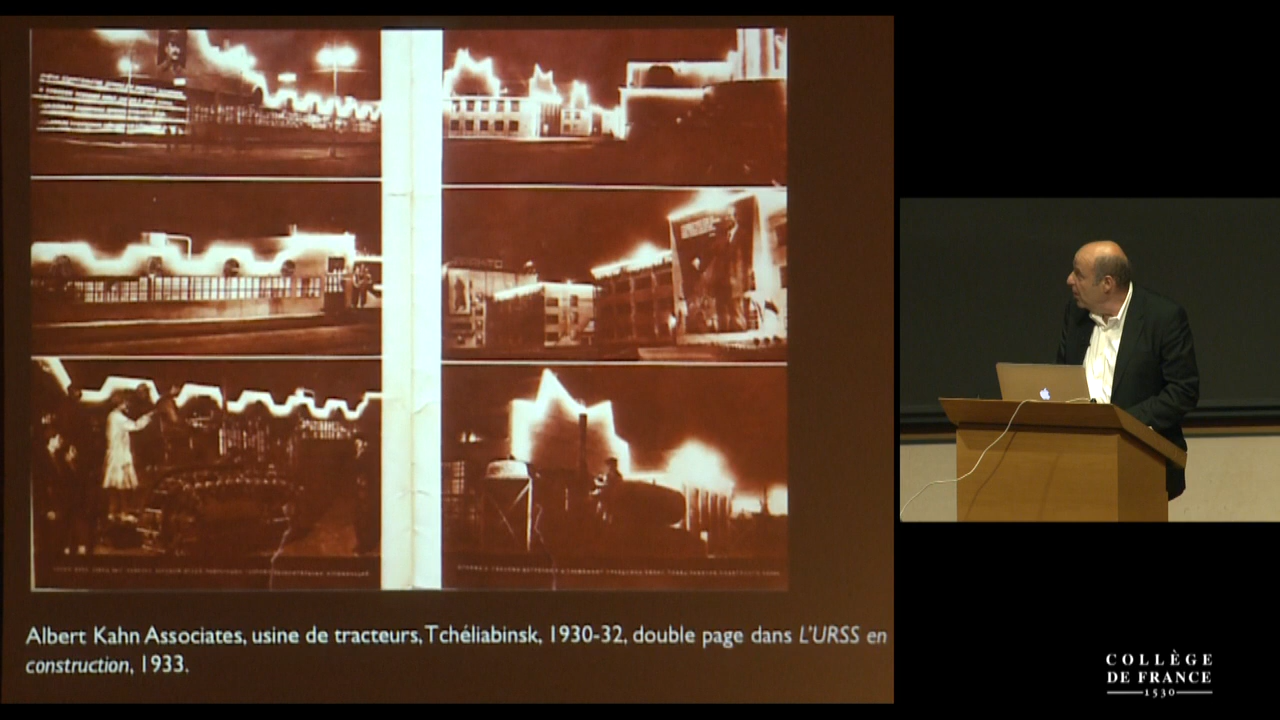 Albert Kahn Associates, usine de tracteurs, Tchéliabinsk, 1930-32, double page dans L'URSS en
construction, 1933.
COLLÈGE
DE FRANCE
1530